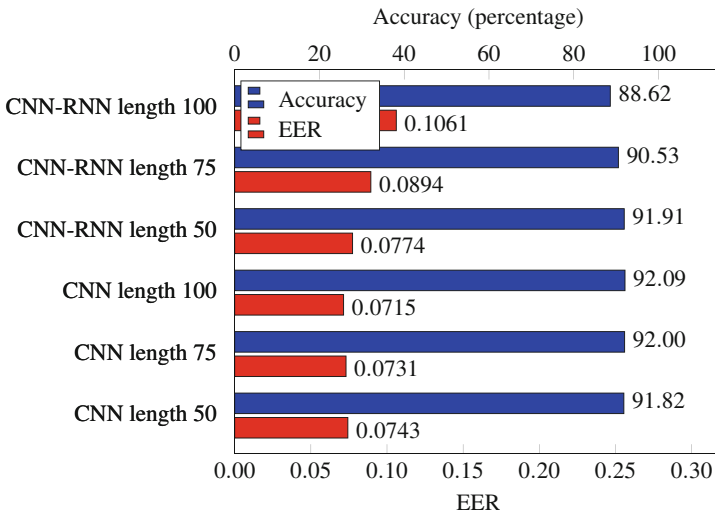 Accuracy (percentage)
0 20 40 60 80 100
CNN-RNN length 100
88.62
0.1061
Accuracy
EER
CNN-RNN length 75
90.53
0.0894
CNN-RNN length 50
91.91
0.0774
CNN length 100
92.09
0.0715
CNN length 75
92.00
0.0731
CNN length 50
91.82
0.0743
0.00 0.05 0.10 0.15 0.20 0.25 0.30
EER